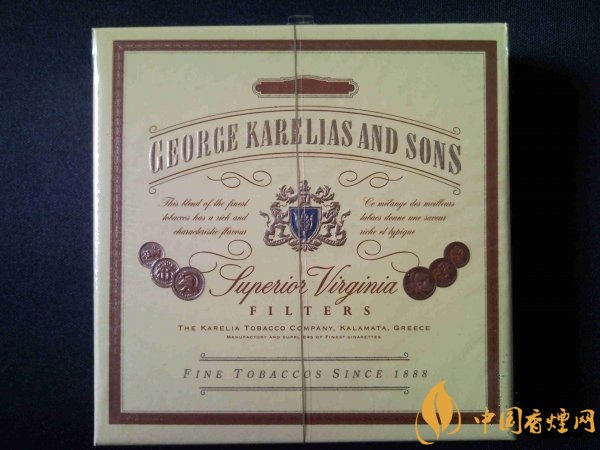 GEORGE KARELIAS AND SONS
This blend of the finest
tobaccos has a rich and
characteristic flavour
Ce mélange des meilleurs
tabacs donne une saveur
riche et typique
Superior Virginia
FILTERS
THE KARELIA TOBACCO COMPANY, KALAMATA, GREECE
MANUFACTORY AND SUPPLIERS OF FINEST CIGARETTES
FINE TOBACCOS SINCE 1888
中国香烟网